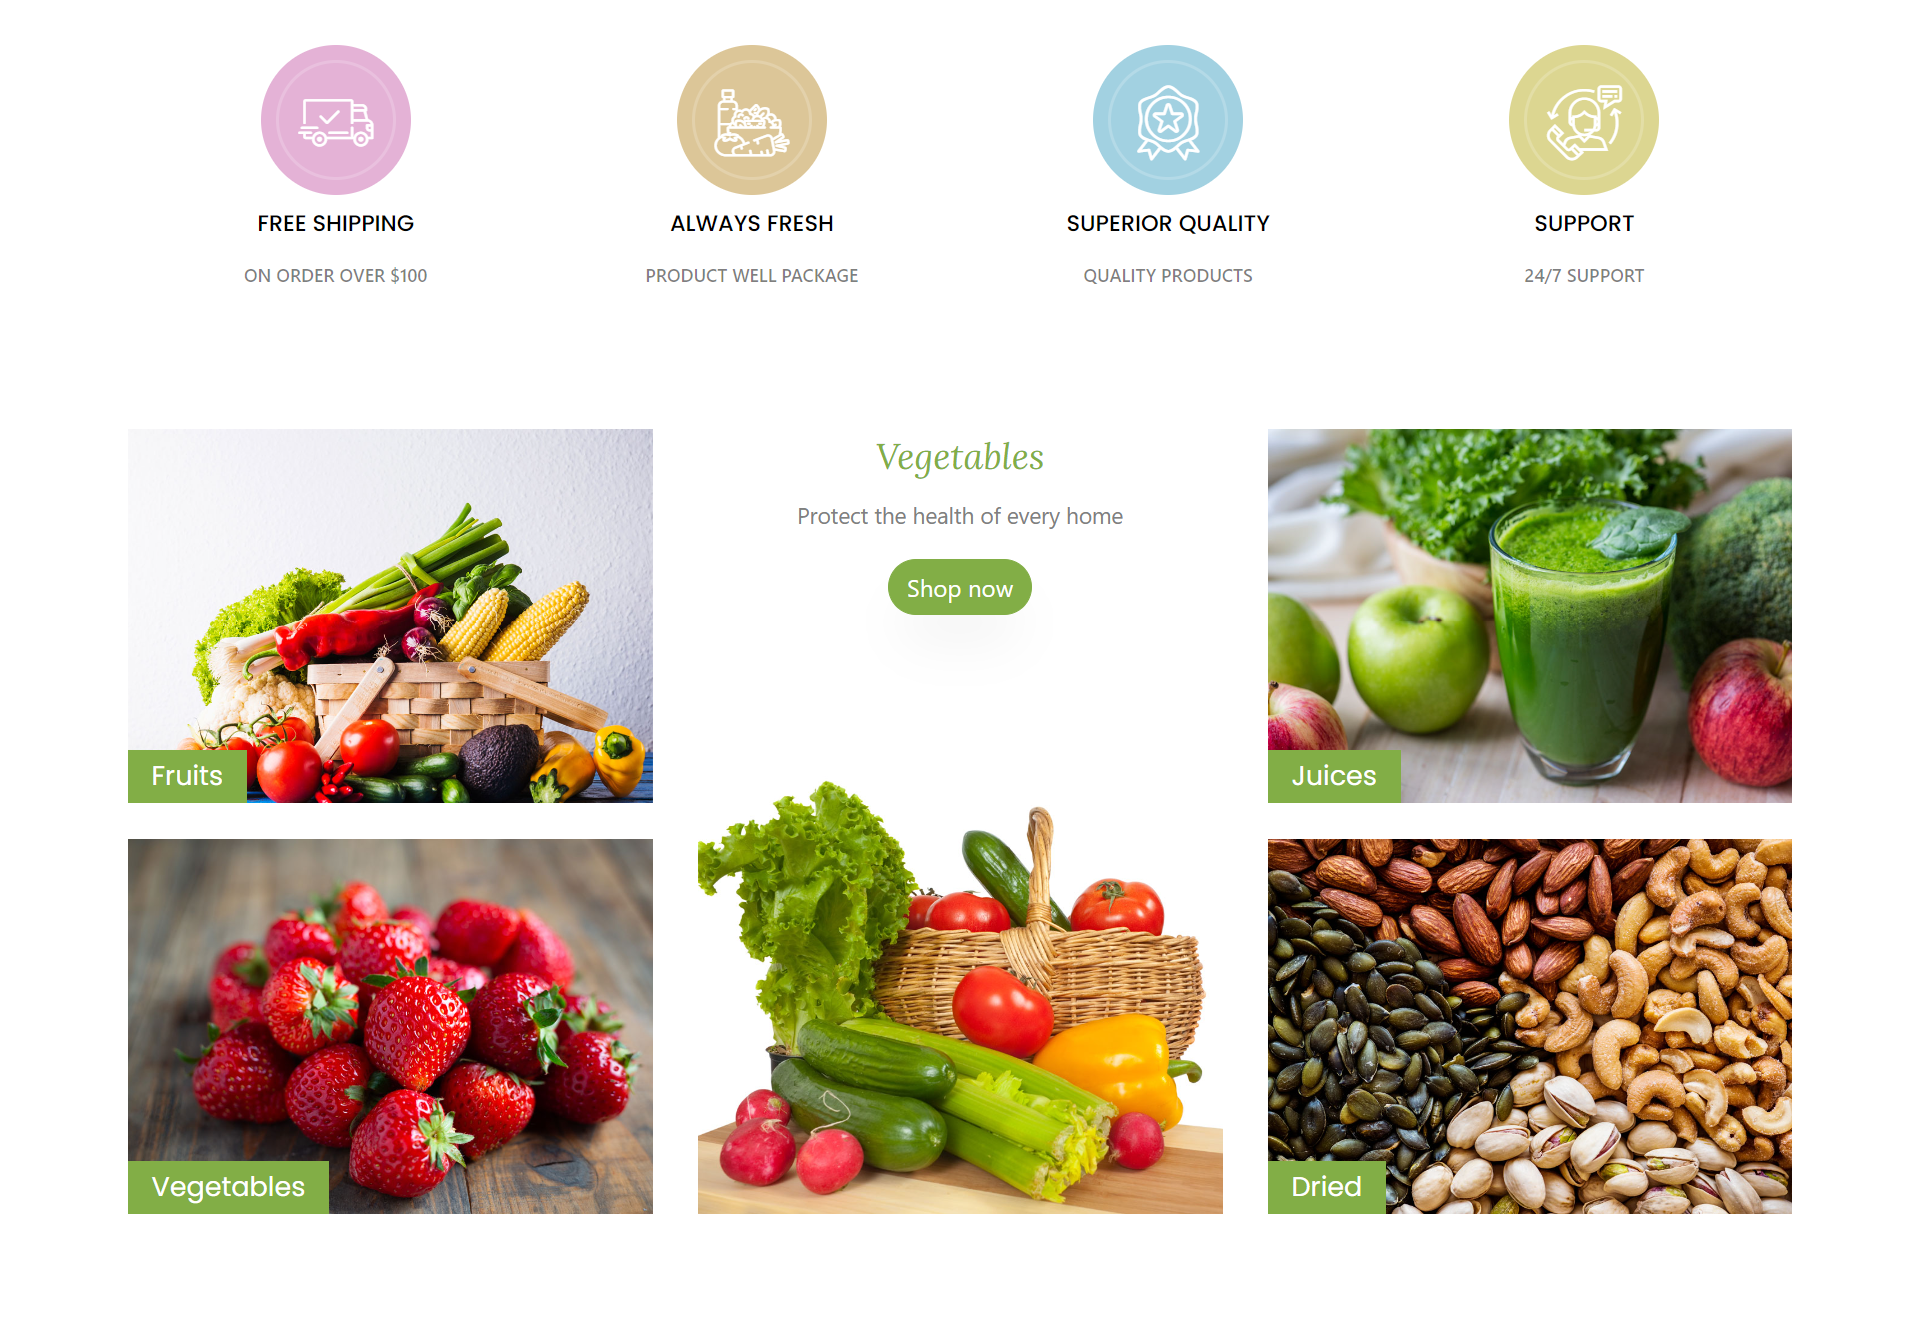 FREE SHIPPING
ON ORDER OVER $100
ALWAYS FRESH
PRODUCT WELL PACKAGE
SUPERIOR QUALITY
QUALITY PRODUCTS
SUPPORT
24/7 SUPPORT
Fruits
Vegetables
Vegetables
Protect the health of every home
Shop now
Juices
Dried